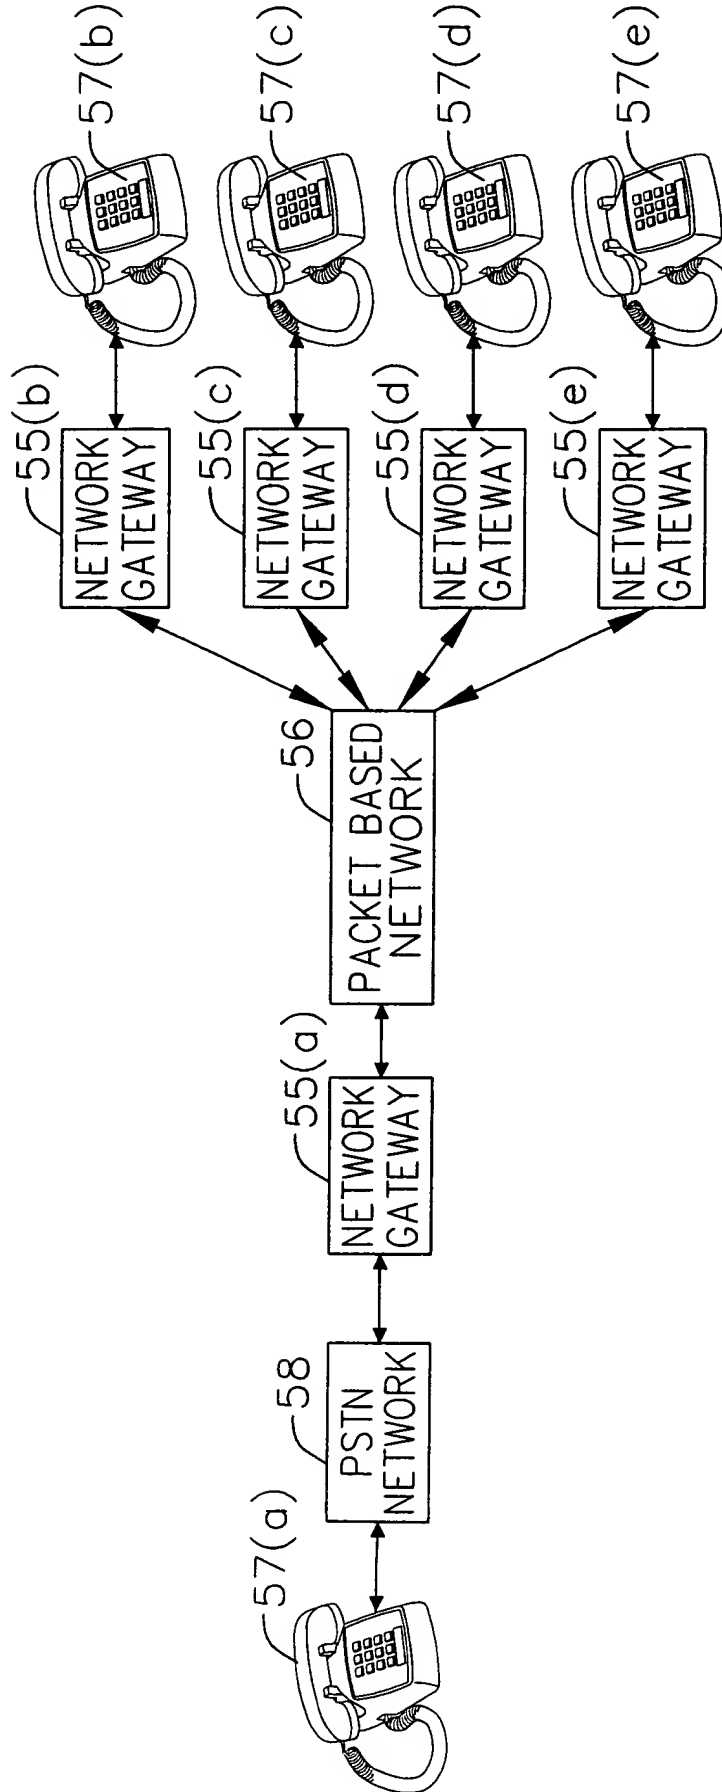 57(a)
58
PSTN
NETWORK
55(a)
NETWORK
GATEWAY
56
PACKET BASED
NETWORK
55(b)
NETWORK
GATEWAY
57(b)
55(c)
NETWORK
GATEWAY
57(c)
55(d)
NETWORK
GATEWAY
57(d)
55(e)
NETWORK
GATEWAY
57(e)